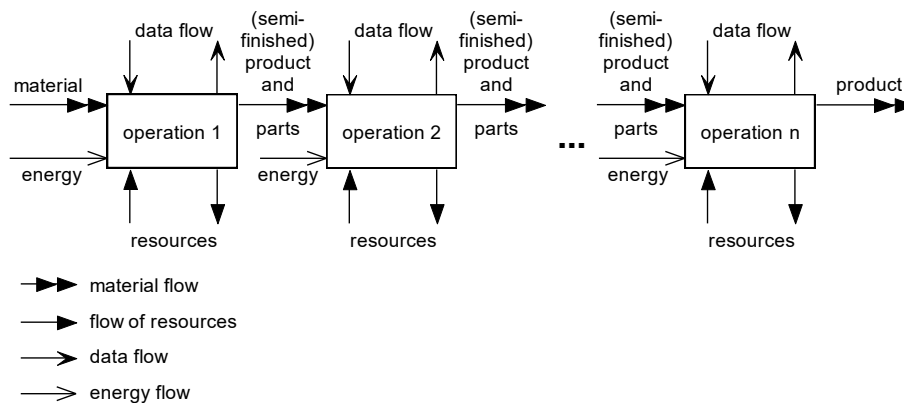 data flow
(semi-
finished)
product
and
parts
data flow
(semi-
finished)
product
and
parts
(semi-
finished)
product
and
parts
data flow
material
operation 1
operation 2
...
operation n
product
energy
energy
energy
resources
resources
resources
material flow
flow of resources
data flow
energy flow